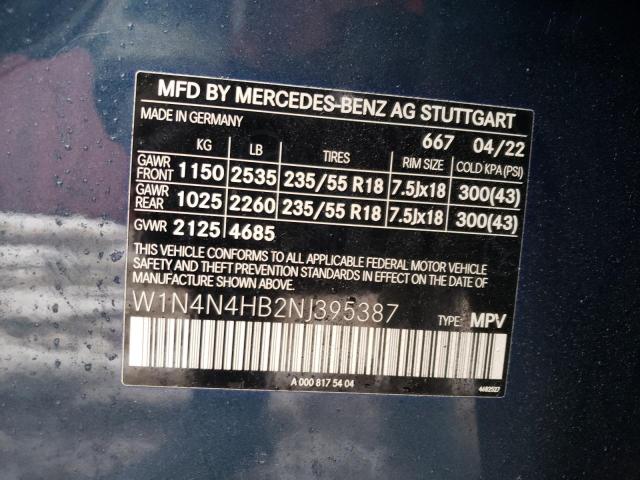 MFD BY MERCEDES-BENZ AG STUTTGART
MADE IN GERMANY 667 04/22
KG LB TIRES RIM SIZE COLD KPA (PSI)
GAWR FRONT 1150 2535 235/55 R18 7.5Jx18 300(43)
GAWR REAR 1025 2260 235/55 R18 7.5Jx18 300(43)
GVWR 2125 4685
THIS VEHICLE CONFORMS TO ALL APPLICABLE FEDERAL MOTOR VEHICLE
SAFETY AND THEFT PREVENTION STANDARDS IN EFFECT ON THE DATE OF
MANUFACTURE SHOWN ABOVE.
W1N4N4HB2NJ395387 TYPE: MPV
A 000 817 54 04 4682527